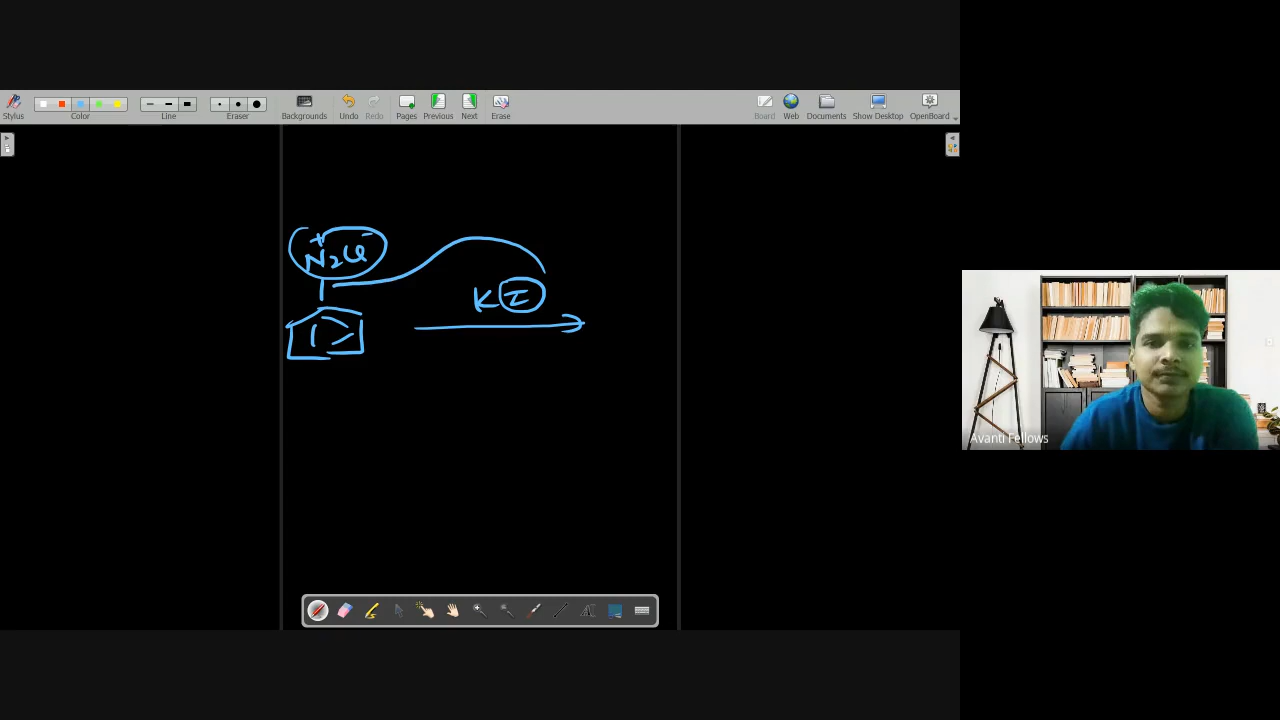 Stylus Color Line Eraser Backgrounds Undo Redo Pages Previous Next Erase Board Web Documents Show Desktop OpenBoard
N₂Cl
+ -
KI
Avanti Fellows